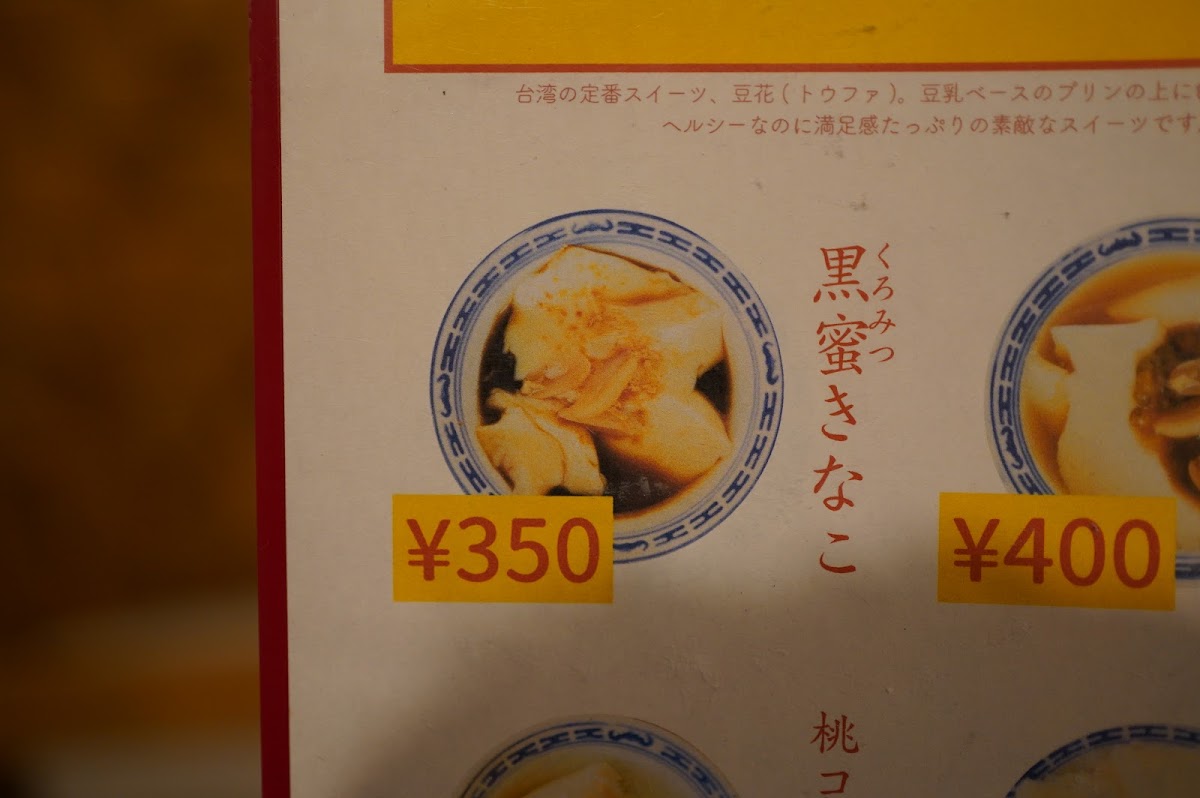 台湾の定番スイーツ、豆花(トウファ)。豆乳ベースのプリンの上に
ヘルシーなのに満足感たっぷりの素敵なスイーツです
黒蜜きなこ
くろみつ
¥350
¥400
桃コ